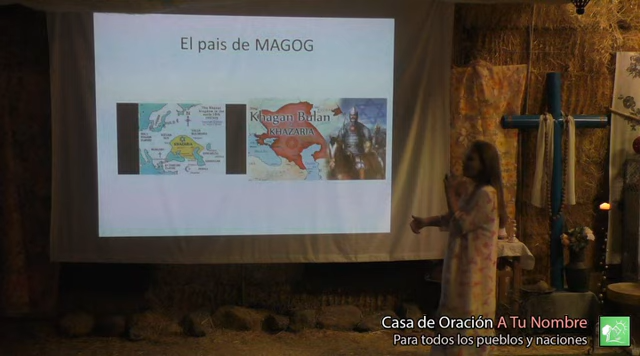 El pais de MAGOG
Khagan Bulan
KHAZARIA
Casa de Oración A Tu Nombre
Para todos los pueblos y naciones